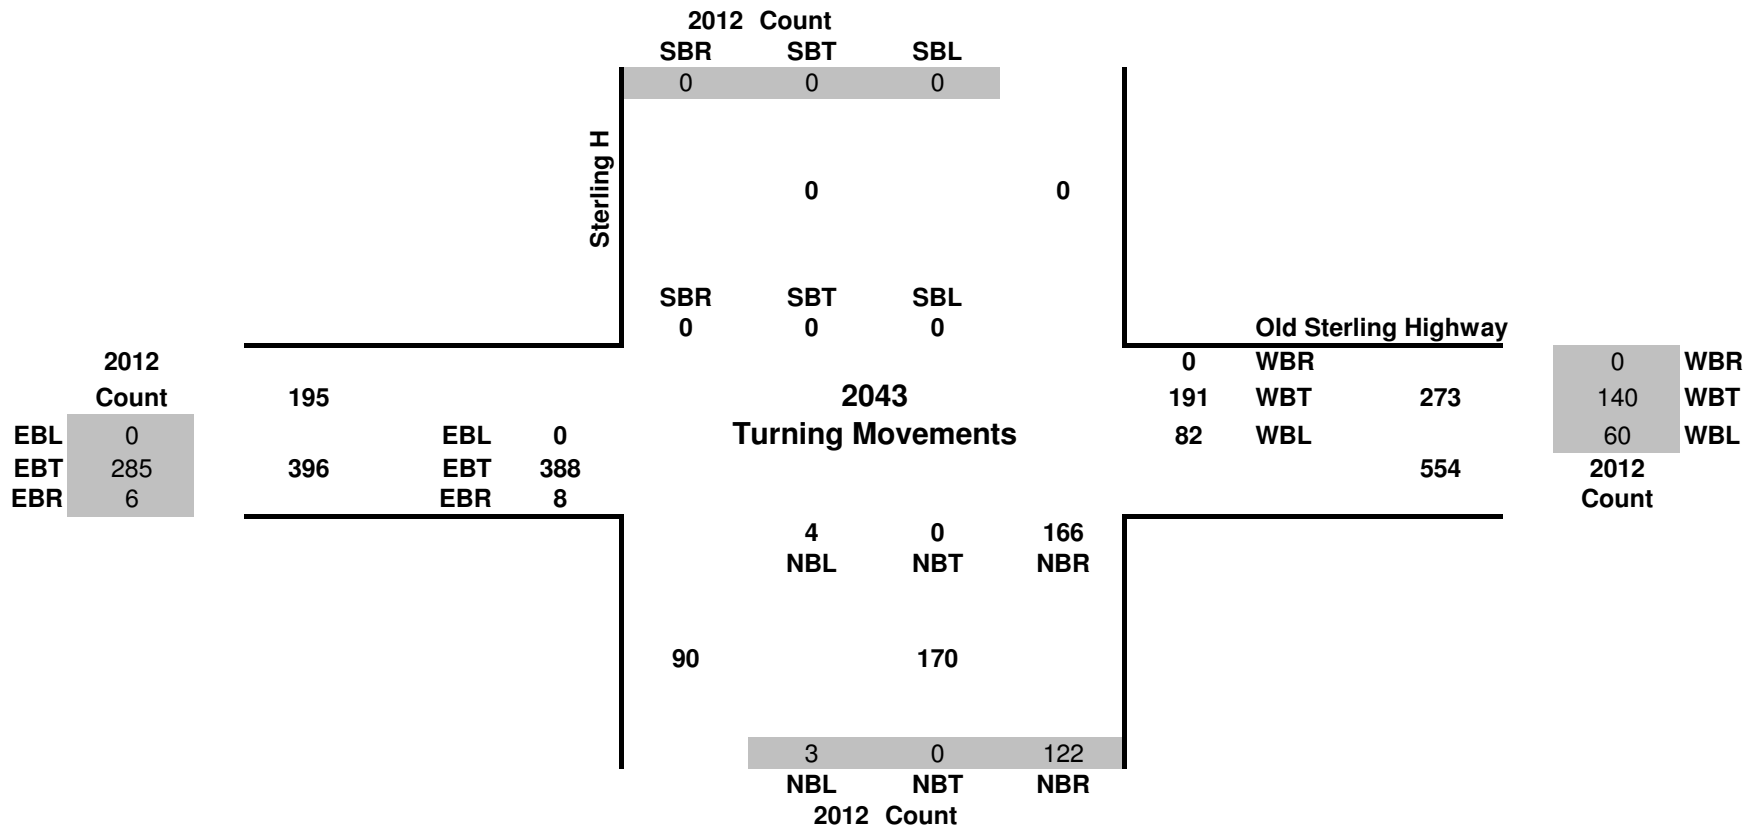 2012 Count
SBR SBT SBL
0 0 0
Sterling H
0 0
SBR SBT SBL
0 0 0
Old Sterling Highway
2012 0 WBR 0 WBR
Count 195 2043 191 WBT 273 140 WBT
EBL 0 EBL 0 Turning Movements 82 WBL 60 WBL
EBT 285 396 EBT 388 554 2012
EBR 6 EBR 8 Count
4 0 166
NBL NBT NBR
90 170
3 0 122
NBL NBT NBR
2012 Count